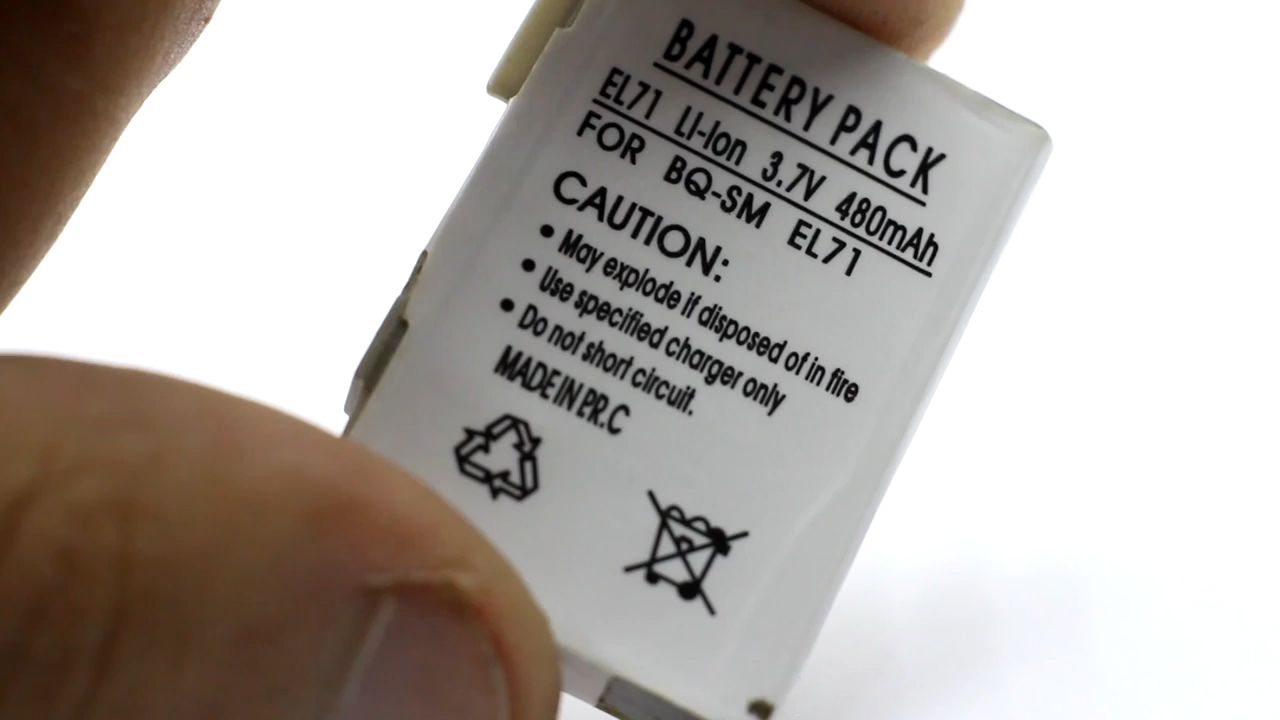 BATTERY PACK
EL71 LI-Ion 3.7V 480mAh
FOR BQ-SM EL71
CAUTION:
• May explode if disposed of in fire
• Use specified charger only
• Do not short circuit.
MADE IN P.R.C